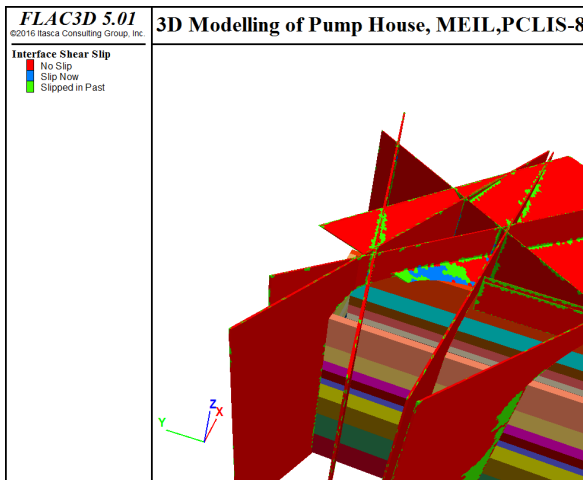 FLAC3D 5.01
©2016 Itasca Consulting Group, Inc.
3D Modelling of Pump House, MEIL,PCLIS-8
Interface Shear Slip
No Slip
Slip Now
Slipped in Past
Z
X
Y